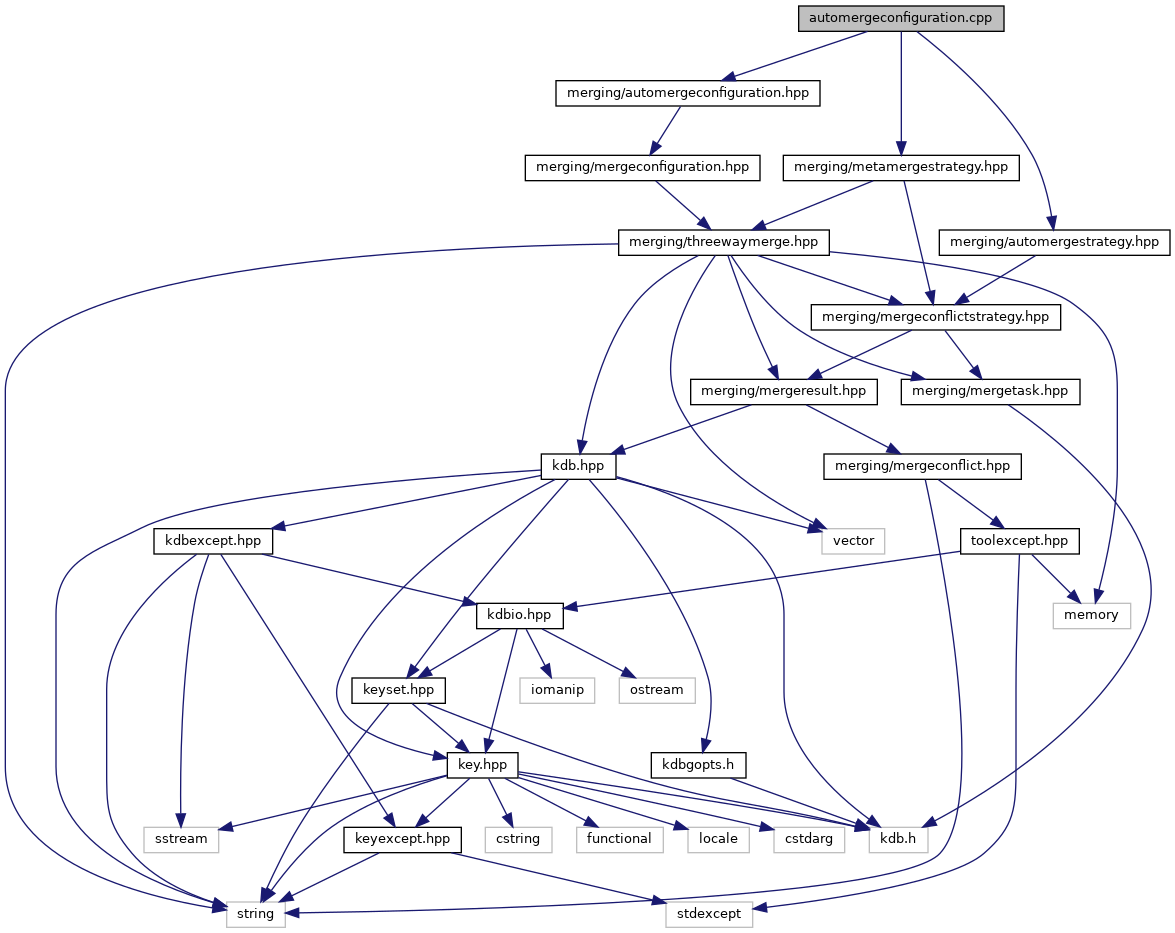 automergeconfiguration.cpp
merging/automergeconfiguration.hpp
merging/mergeconfiguration.hpp
merging/metamergestrategy.hpp
merging/threewaymerge.hpp
merging/automergestrategy.hpp
merging/mergeconflictstrategy.hpp
merging/mergeresult.hpp
merging/mergetask.hpp
kdb.hpp
merging/mergeconflict.hpp
kdbexcept.hpp
vector
toolexcept.hpp
kdbio.hpp
memory
keyset.hpp
iomanip
ostream
key.hpp
kdbgopts.h
sstream
keyexcept.hpp
cstring
functional
locale
cstdarg
kdb.h
string
stdexcept